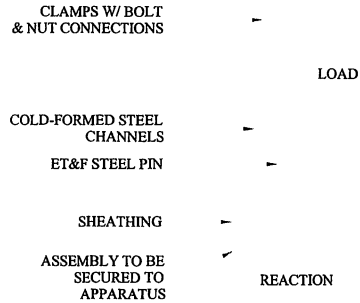 CLAMPS W/ BOLT
& NUT CONNECTIONS
LOAD
COLD-FORMED STEEL
CHANNELS
ET&F STEEL PIN
SHEATHING
ASSEMBLY TO BE
SECURED TO
APPARATUS
REACTION